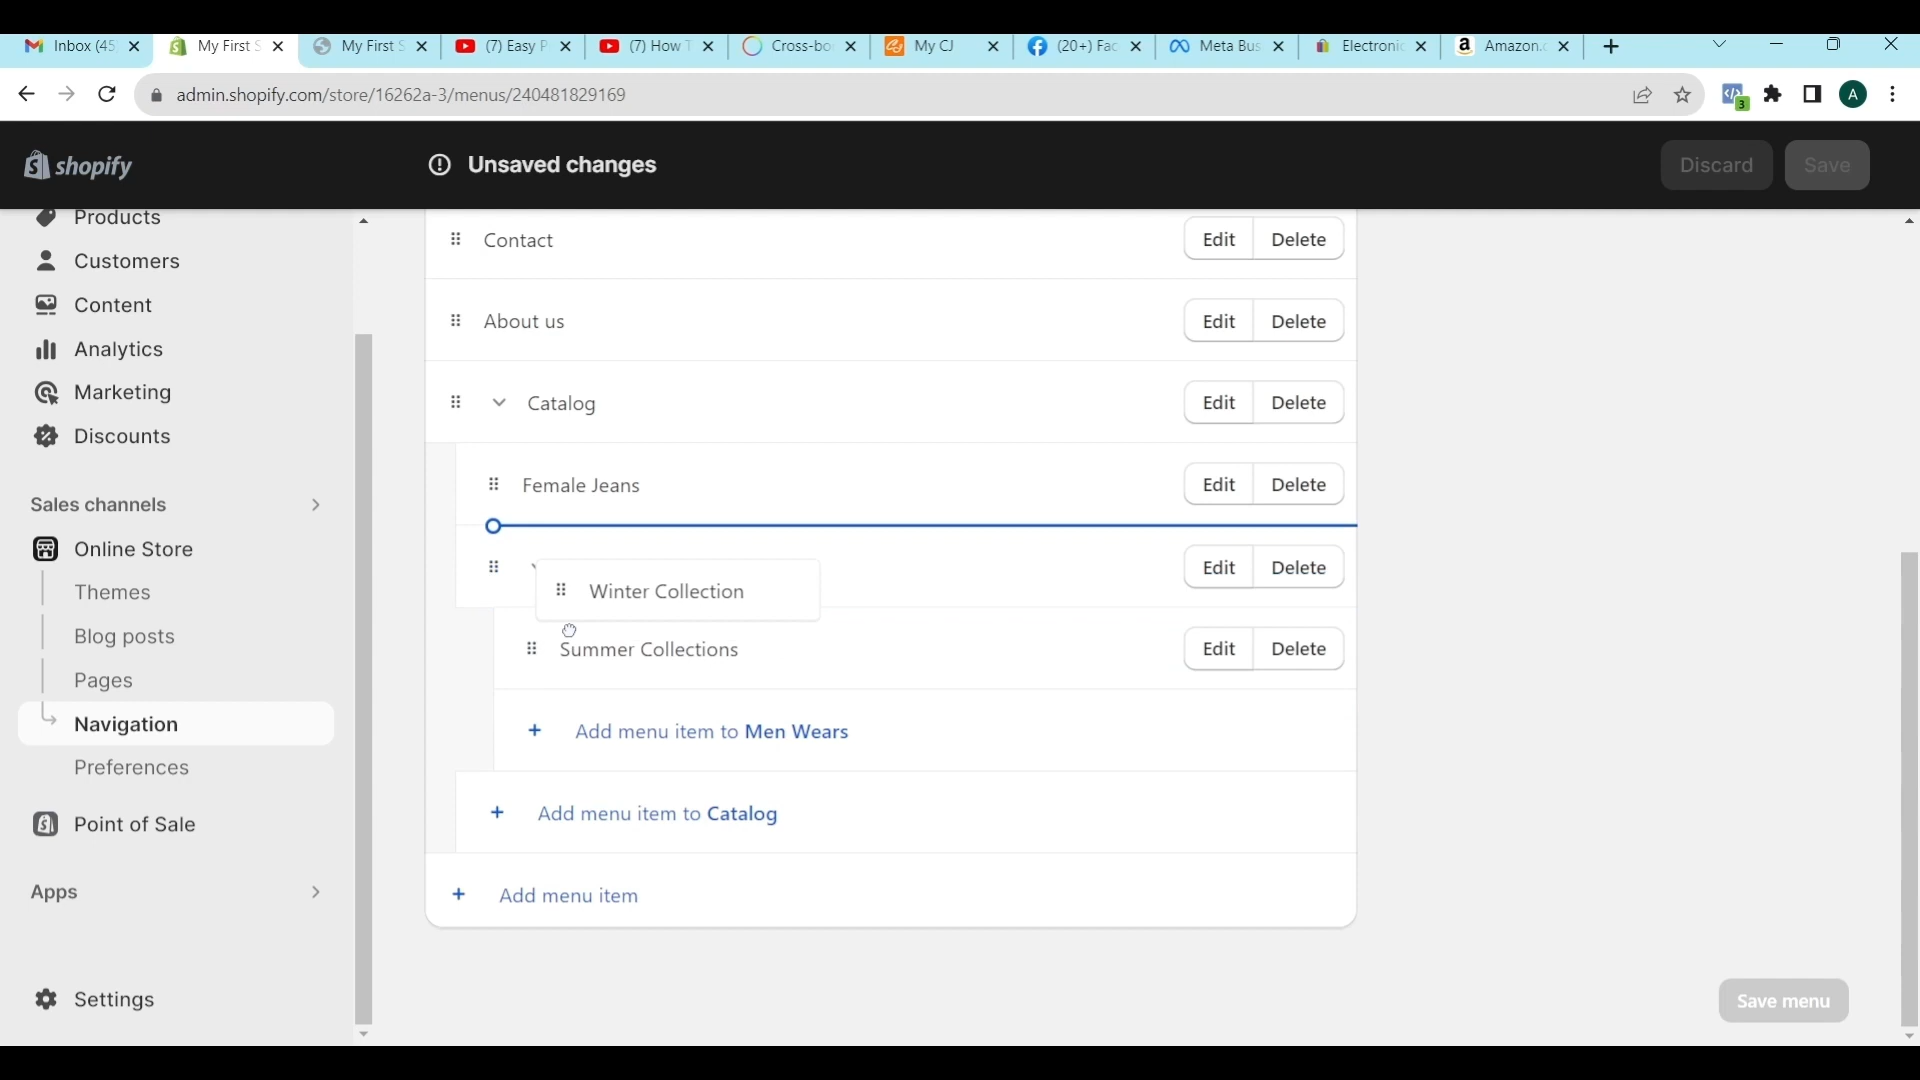 Inbox (45
My First S
My First S
(7) Easy P
(7) How T
Cross-bor
My CJ
(20+) Fac
Meta Bus
Electronic
Amazon.
admin.shopify.com/store/16262a-3/menus/240481829169
3
A
shopify
Unsaved changes
Discard
Save
Products
Customers
Content
Analytics
Marketing
Discounts
Sales channels
Online Store
Themes
Blog posts
Pages
Navigation
Preferences
Point of Sale
Apps
Settings
Contact
Edit
Delete
About us
Edit
Delete
Catalog
Edit
Delete
Female Jeans
Edit
Delete
Winter Collection
Edit
Delete
Summer Collections
Edit
Delete
Add menu item to Men Wears
Add menu item to Catalog
Add menu item
Save menu